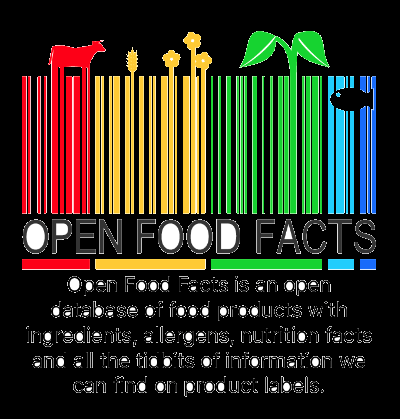 OPEN FOOD FACTS
Open Food Facts is an open
database of food products with
ingredients, allergens, nutrition facts
and all the tidbits of information we
can find on product labels.